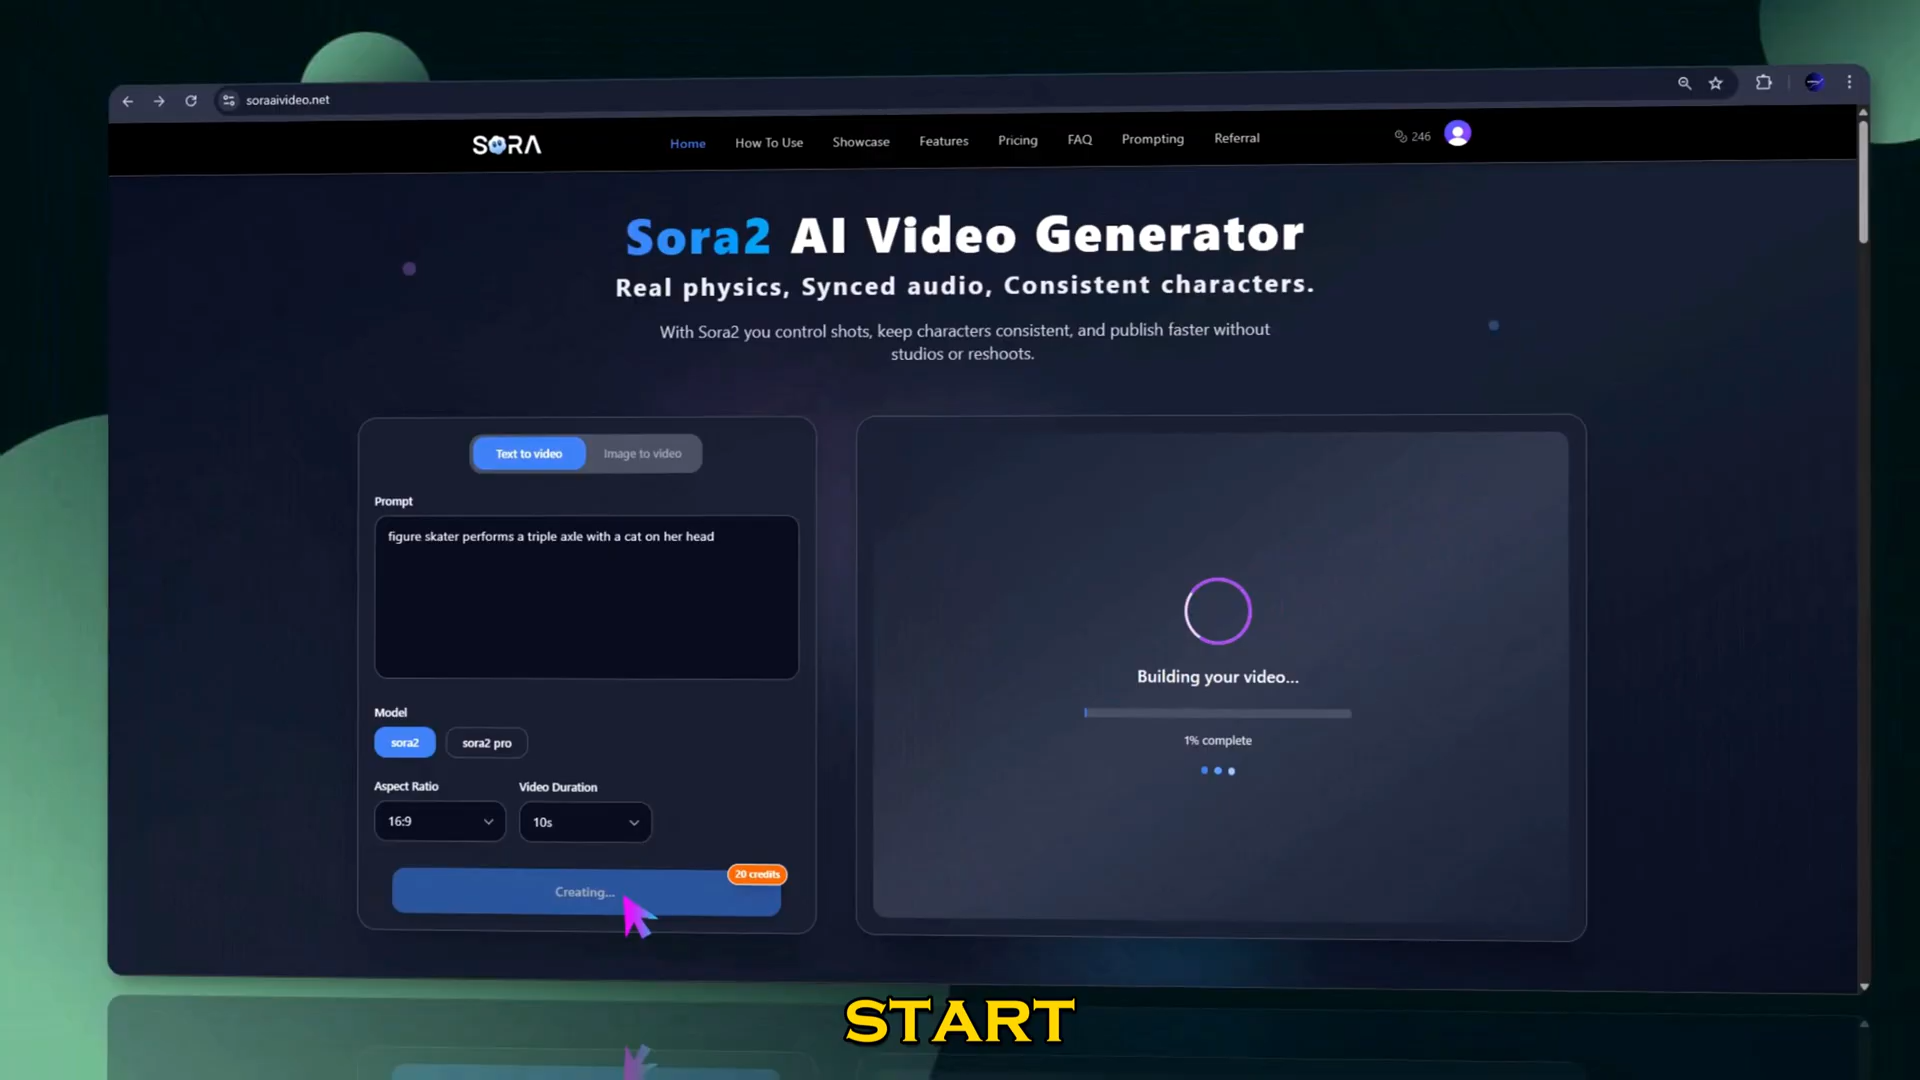 soraaivideo.net
SORA
Home
How To Use
Showcase
Features
Pricing
FAQ
Prompting
Referral
246
Sora2 AI Video Generator
Real physics, Synced audio, Consistent characters.
With Sora2 you control shots, keep characters consistent, and publish faster without
studios or reshoots.
Text to video
Image to video
Prompt
figure skater performs a triple axle with a cat on her head
Model
sora2
sora2 pro
Aspect Ratio
Video Duration
16:9
10s
20 credits
Creating...
Building your video...
1% complete
START